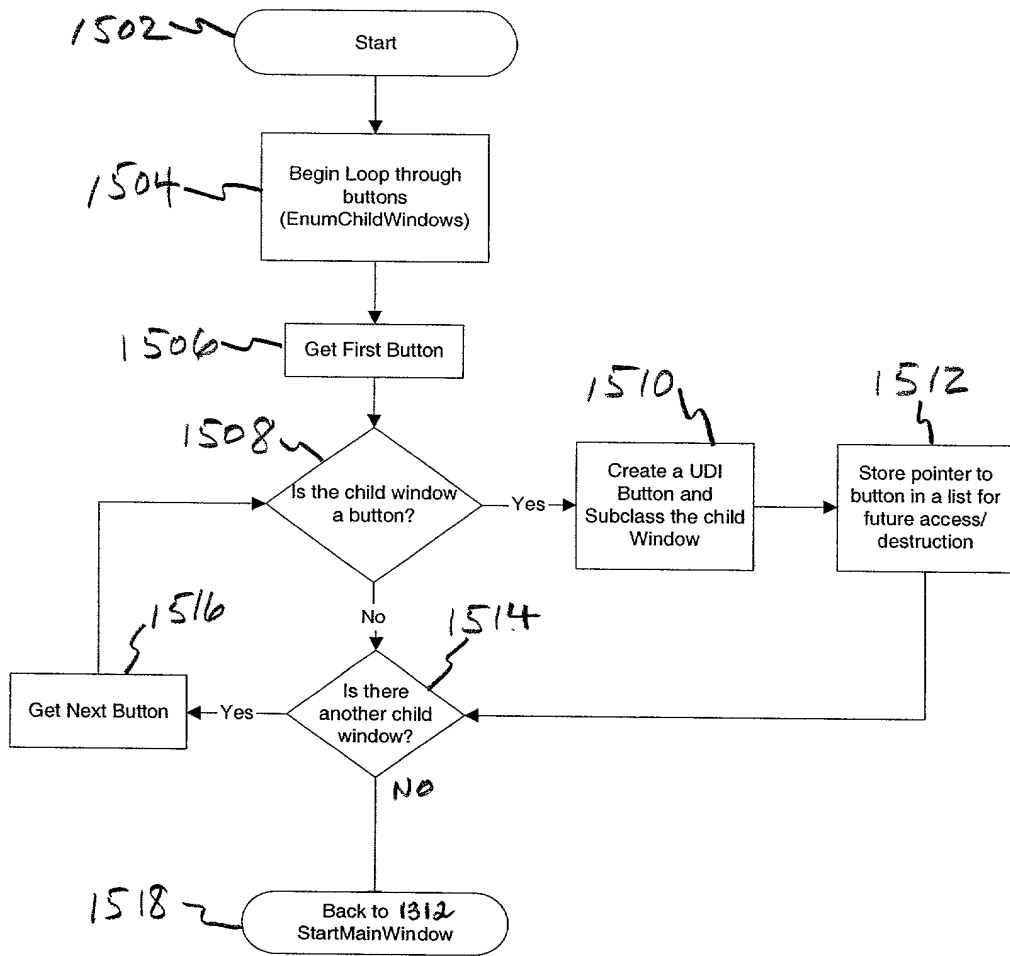 1502
Start
1504
Begin Loop through
buttons
(EnumChildWindows)
1506
Get First Button
1508
Is the child window
a button?
Yes
1510
Create a UDI
Button and
Subclass the child
Window
1512
Store pointer to
button in a list for
future access/
destruction
No
1514
Is there
another child
window?
Yes
1516
Get Next Button
NO
1518
Back to 1312
StartMainWindow